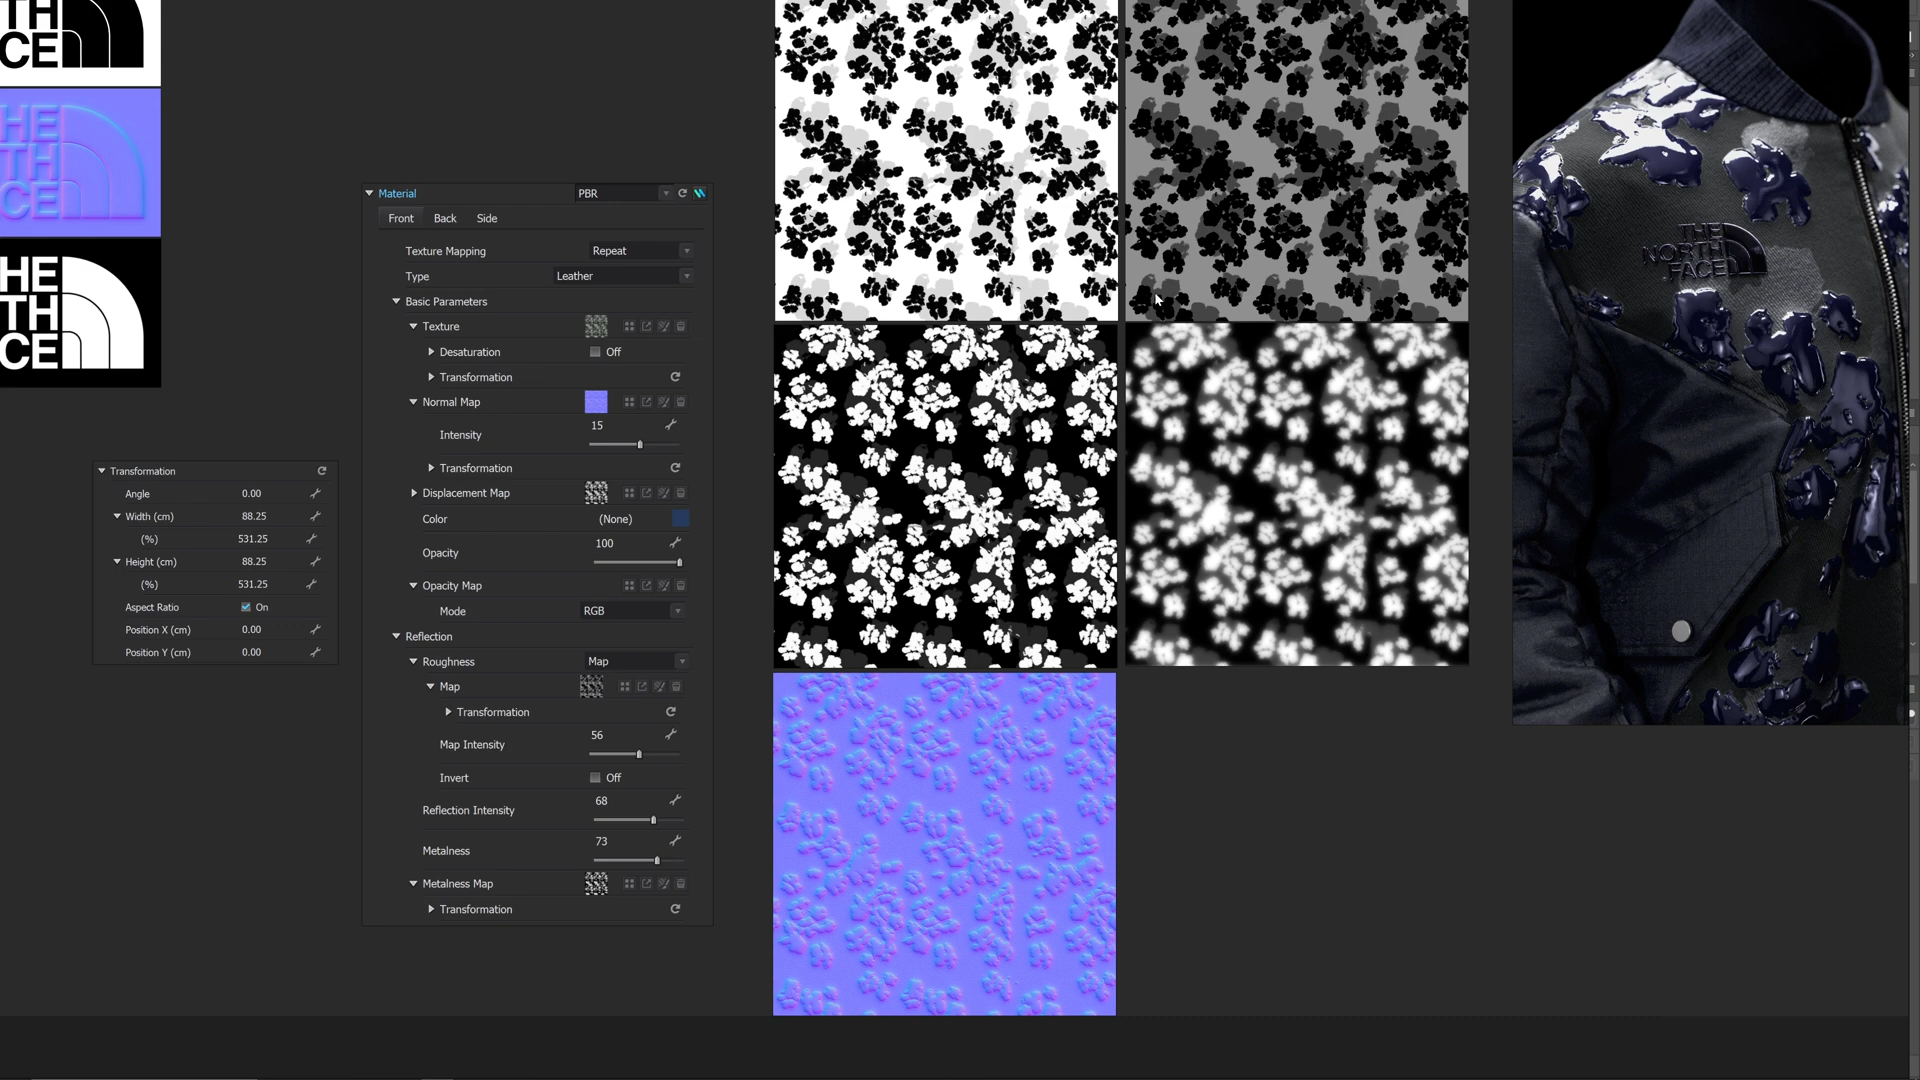 TH
CE
HE
TH
CE
HE
TH
CE
Transformation
Angle 0.00
Width (cm) 88.25
(%) 531.25
Height (cm) 88.25
(%) 531.25
Aspect Ratio On
Position X (cm) 0.00
Position Y (cm) 0.00
Material PBR
Front Back Side
Texture Mapping Repeat
Type Leather
Basic Parameters
Texture
Desaturation Off
Transformation
Normal Map
15
Intensity
Transformation
Displacement Map
Color (None)
100
Opacity
Opacity Map
Mode RGB
Reflection
Roughness Map
Map
Transformation
56
Map Intensity
Invert Off
68
Reflection Intensity
73
Metalness
Metalness Map
Transformation
THE
NORTH
FACE